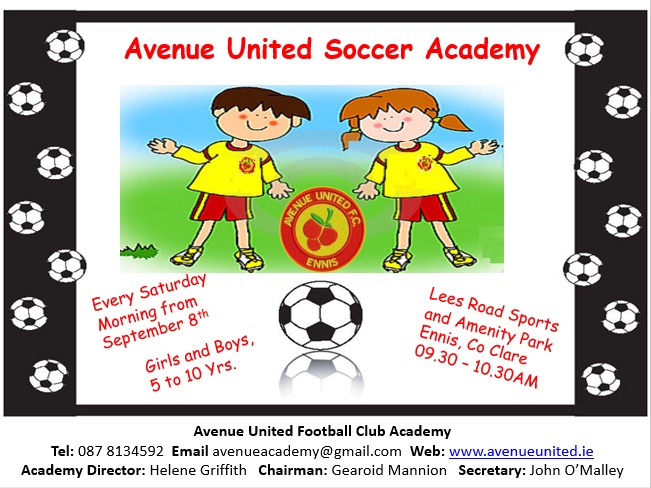 Avenue United Soccer Academy
AVENUE UNITED F.C.
ENNIS
Every Saturday
Morning from
September 8th
Girls and Boys,
5 to 10 Yrs.
Lees Road Sports
and Amenity Park
Ennis, Co Clare
09.30 – 10.30AM
Avenue United Football Club Academy
Tel: 087 8134592 Email avenueacademy@gmail.com Web: www.avenueunited.ie
Academy Director: Helene Griffith Chairman: Gearoid Mannion Secretary: John O’Malley